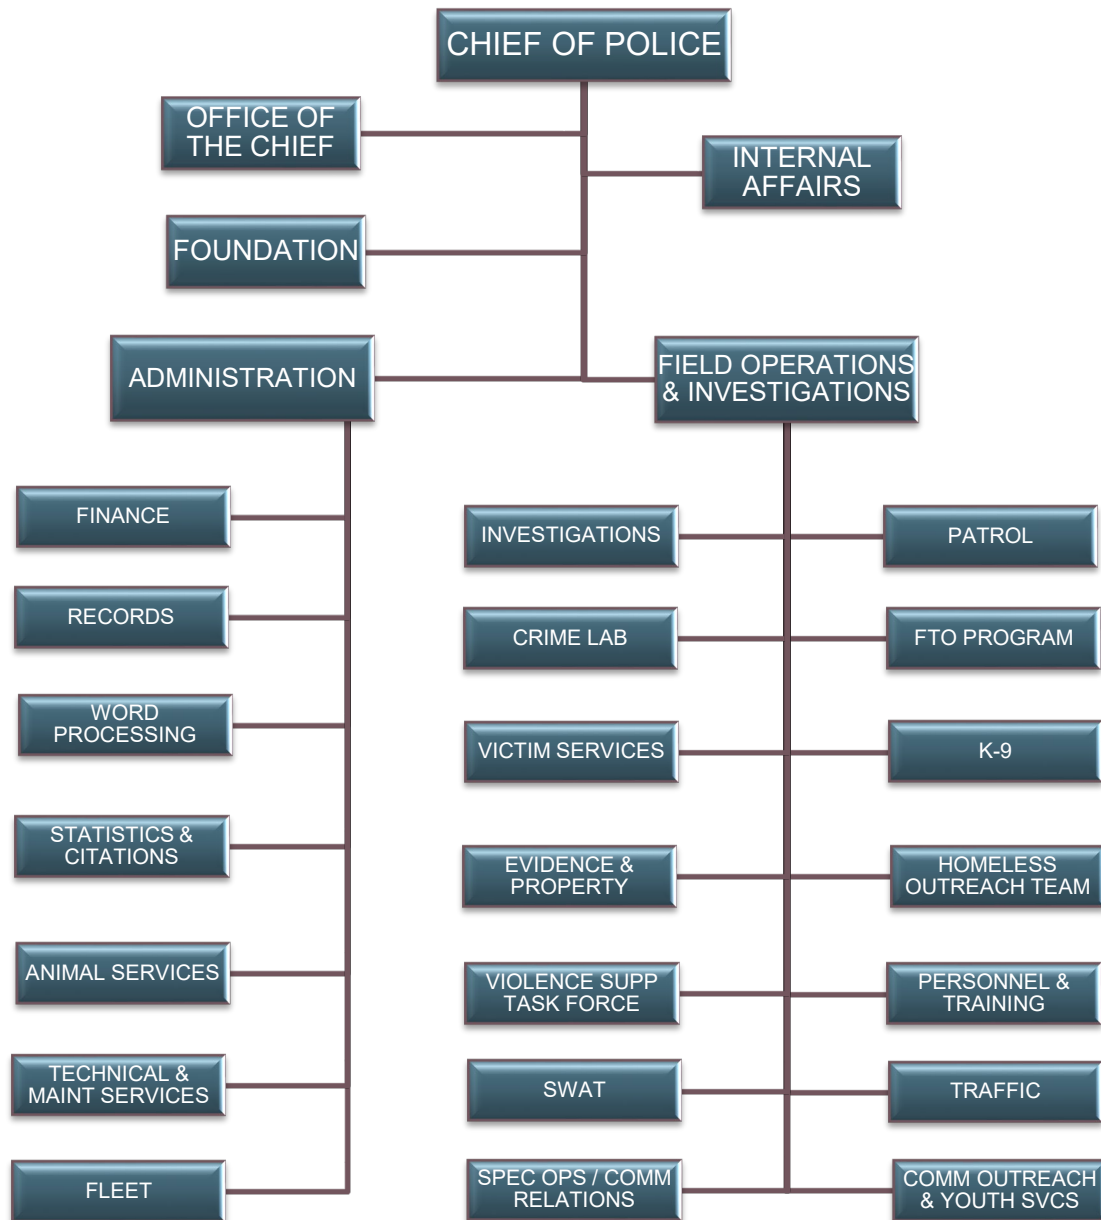 CHIEF OF POLICE
OFFICE OF
THE CHIEF
INTERNAL
AFFAIRS
FOUNDATION
ADMINISTRATION
FIELD OPERATIONS
& INVESTIGATIONS
FINANCE
RECORDS
WORD
PROCESSING
STATISTICS &
CITATIONS
ANIMAL SERVICES
TECHNICAL &
MAINT SERVICES
FLEET
INVESTIGATIONS
CRIME LAB
VICTIM SERVICES
EVIDENCE &
PROPERTY
VIOLENCE SUPP
TASK FORCE
SWAT
SPEC OPS / COMM
RELATIONS
PATROL
FTO PROGRAM
K-9
HOMELESS
OUTREACH TEAM
PERSONNEL &
TRAINING
TRAFFIC
COMM OUTREACH
& YOUTH SVCS